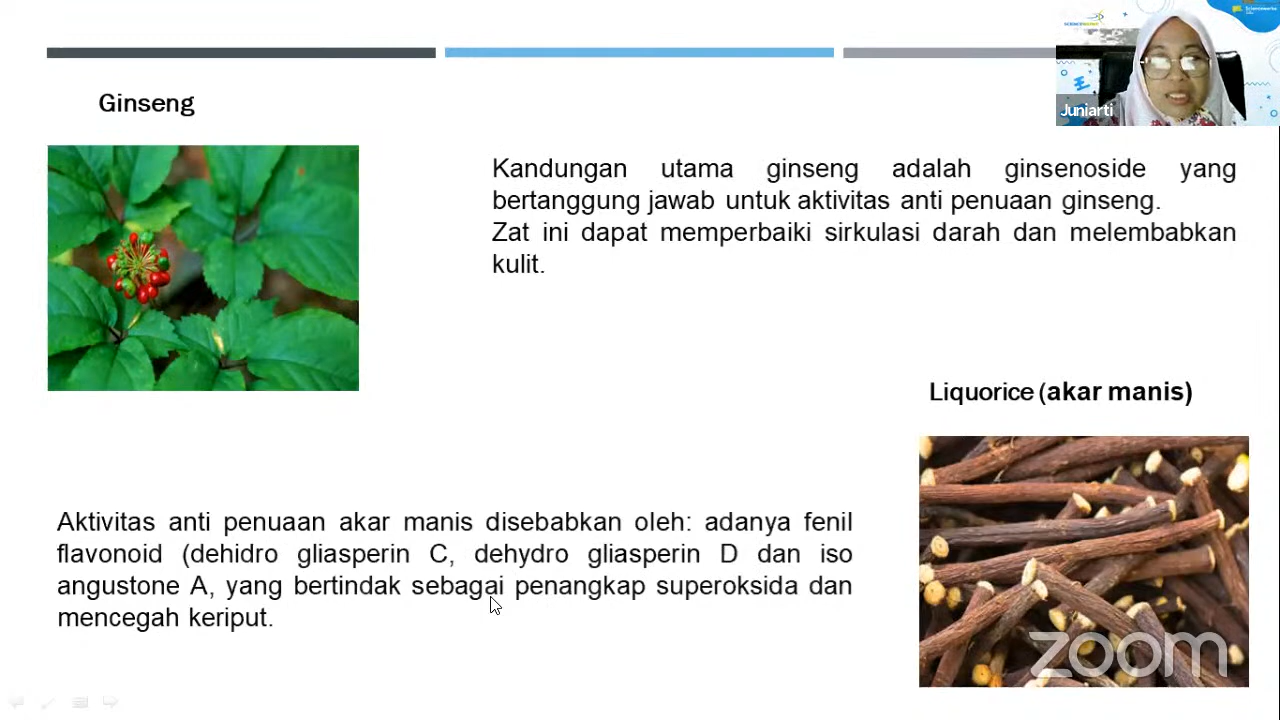 Juniarti
Ginseng
Kandungan utama ginseng adalah ginsenoside yang
bertanggung jawab untuk aktivitas anti penuaan ginseng.
Zat ini dapat memperbaiki sirkulasi darah dan melembabkan
kulit.
Liquorice (akar manis)
Aktivitas anti penuaan akar manis disebabkan oleh: adanya fenil
flavonoid (dehidro gliasperin C, dehydro gliasperin D dan iso
angustone A, yang bertindak sebagai penangkap superoksida dan
mencegah keriput.
zoom